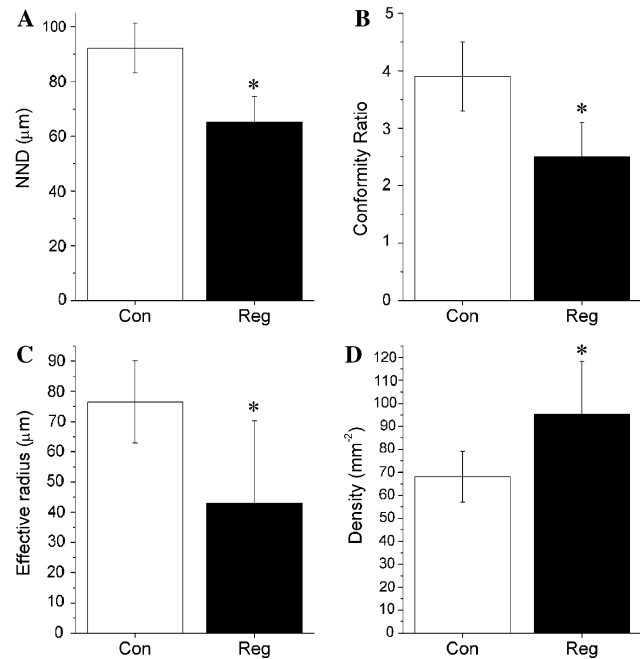 A
NND (μm)
100
80
60
40
20
0
*
Con
Reg
B
Conformity Ratio
5
4
3
2
1
0
*
Con
Reg
C
Effective radius (μm)
90
80
70
60
50
40
30
20
10
0
*
Con
Reg
D
Density (mm⁻²)
120
110
100
90
80
70
60
50
40
30
20
10
0
*
Con
Reg